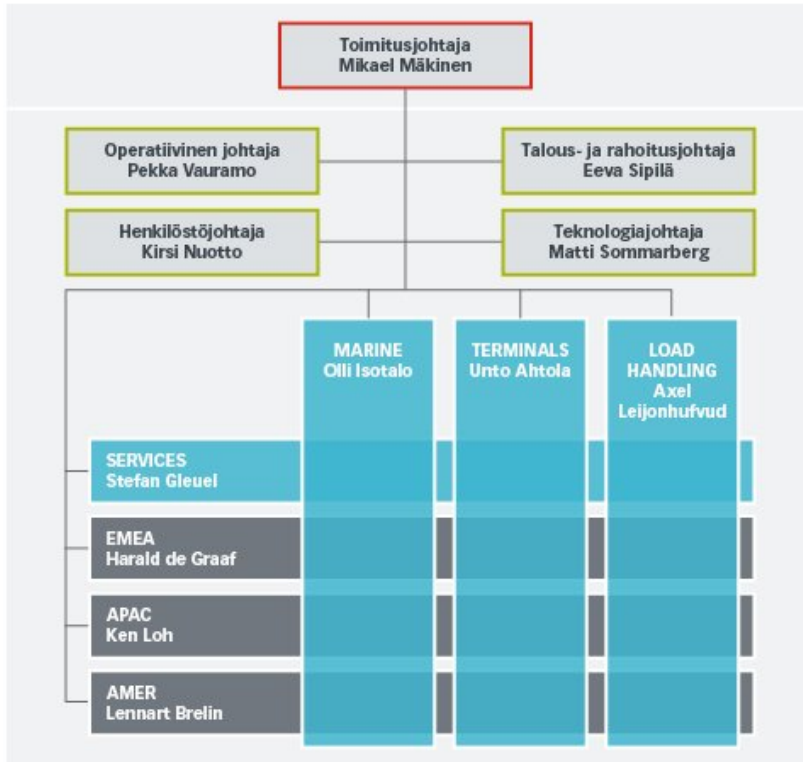 Toimitusjohtaja
Mikael Mäkinen
Operatiivinen johtaja
Pekka Vauramo
Talous- ja rahoitusjohtaja
Eeva Sipilä
Henkilöstöjohtaja
Kirsi Nuotto
Teknologiajohtaja
Matti Sommarberg
MARINE
Olli Isotalo
TERMINALS
Unto Ahtola
LOAD
HANDLING
Axel
Leijonhufvud
SERVICES
Stefan Gleuel
EMEA
Harald de Graaf
APAC
Ken Loh
AMER
Lennart Brelin